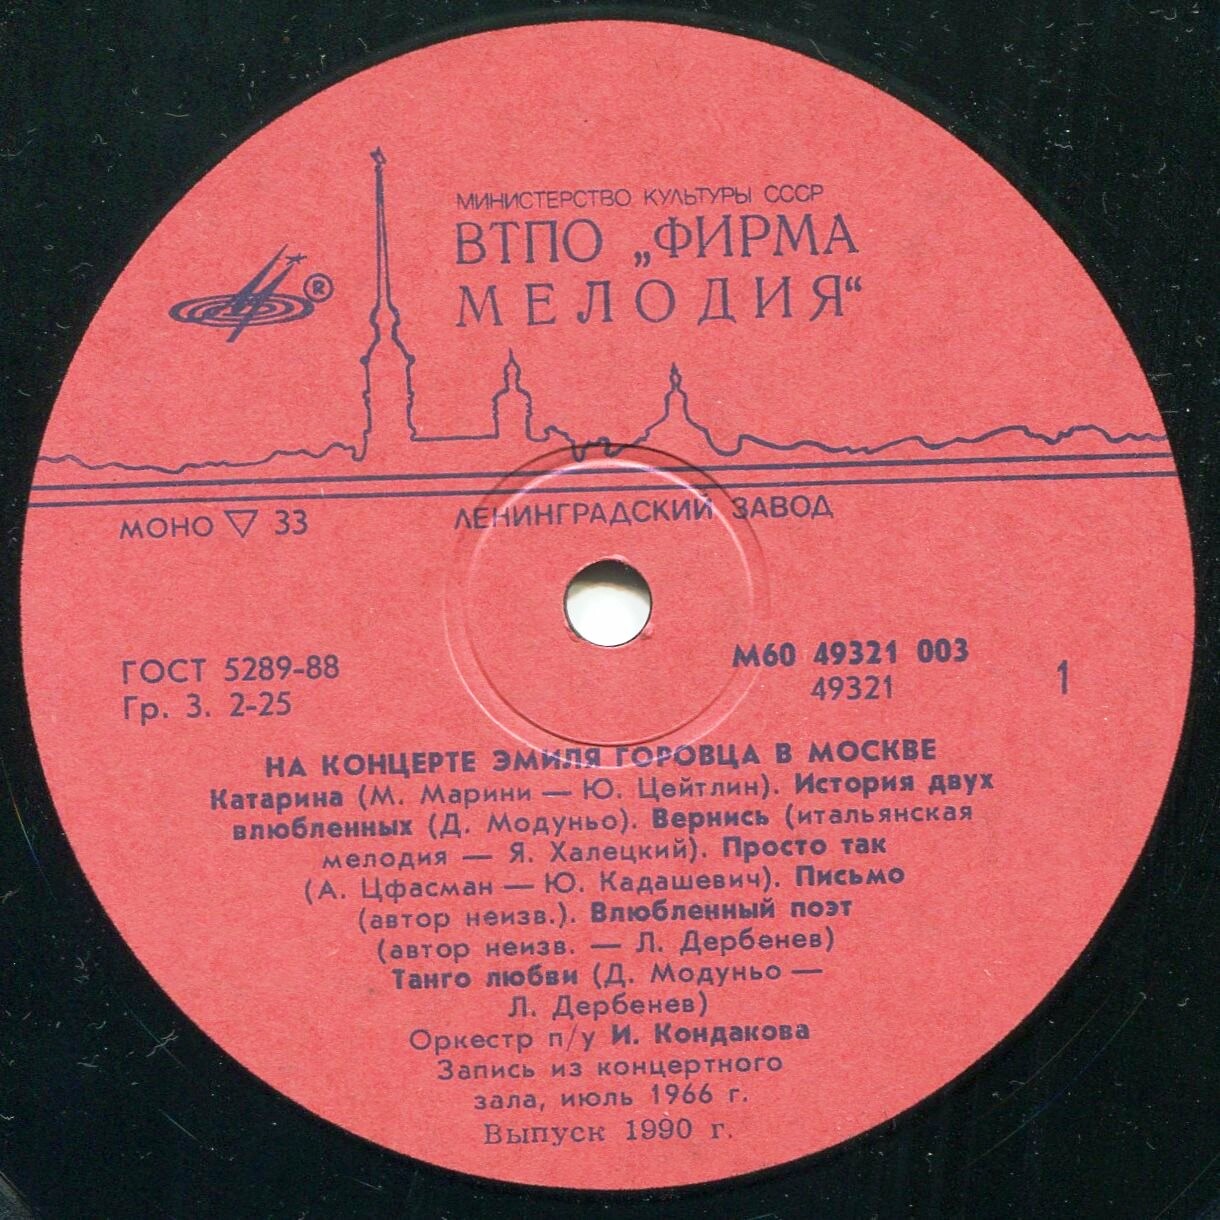 МИНИСТЕРСТВО КУЛЬТУРЫ СССР
ВТПО „ФИРМА
МЕЛОДИЯ“
®
МОНО ▽ 33
ЛЕНИНГРАДСКИЙ ЗАВОД
ГОСТ 5289-88
Гр. 3. 2-25
М60 49321 003
49321
1
НА КОНЦЕРТЕ ЭМИЛЯ ГОРОВЦА В МОСКВЕ
Катарина (М. Марини — Ю. Цейтлин). История двух
влюбленных (Д. Модуньо). Вернись (итальянская
мелодия — Я. Халецкий). Просто так
(А. Цфасман — Ю. Кадашевич). Письмо
(автор неизв.). Влюбленный поэт
(автор неизв. — Л. Дербенев)
Танго любви (Д. Модуньо —
Л. Дербенев)
Оркестр п/у И. Кондакова
Запись из концертного
зала, июль 1966 г.
Выпуск 1990 г.